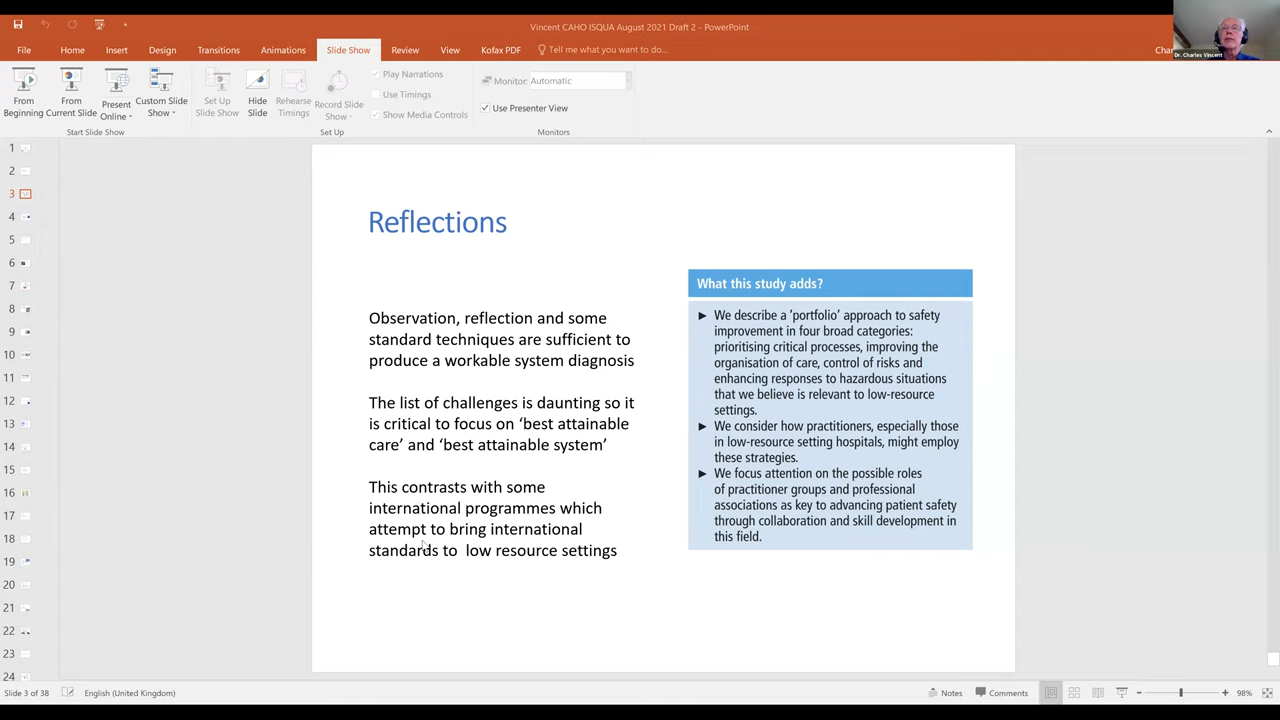 Vincent CAHO ISQUA August 2021 Draft 2 - PowerPoint
File Home Insert Design Transitions Animations Slide Show Review View Kofax PDF Tell me what you want to do...
Dr. Charles Vincent
From Beginning
From Current Slide
Present Online
Custom Slide Show
Set Up Slide Show
Hide Slide
Rehearse Timings
Record Slide Show
Play Narrations
Use Timings
Show Media Controls
Monitor: Automatic
Use Presenter View
Start Slide Show
Set Up
Monitors
1
2
3
4
5
6
7
8
9
10
11
12
13
14
15
16
17
18
19
20
21
22
23
24
Reflections
Observation, reflection and some
standard techniques are sufficient to
produce a workable system diagnosis
The list of challenges is daunting so it
is critical to focus on ‘best attainable
care’ and ‘best attainable system’
This contrasts with some
international programmes which
attempt to bring international
standards to low resource settings
What this study adds?
► We describe a ‘portfolio’ approach to safety
improvement in four broad categories:
prioritising critical processes, improving the
organisation of care, control of risks and
enhancing responses to hazardous situations
that we believe is relevant to low-resource
settings.
► We consider how practitioners, especially those
in low-resource setting hospitals, might employ
these strategies.
► We focus attention on the possible roles
of practitioner groups and professional
associations as key to advancing patient safety
through collaboration and skill development in
this field.
Slide 3 of 38 English (United Kingdom) Notes Comments 98%